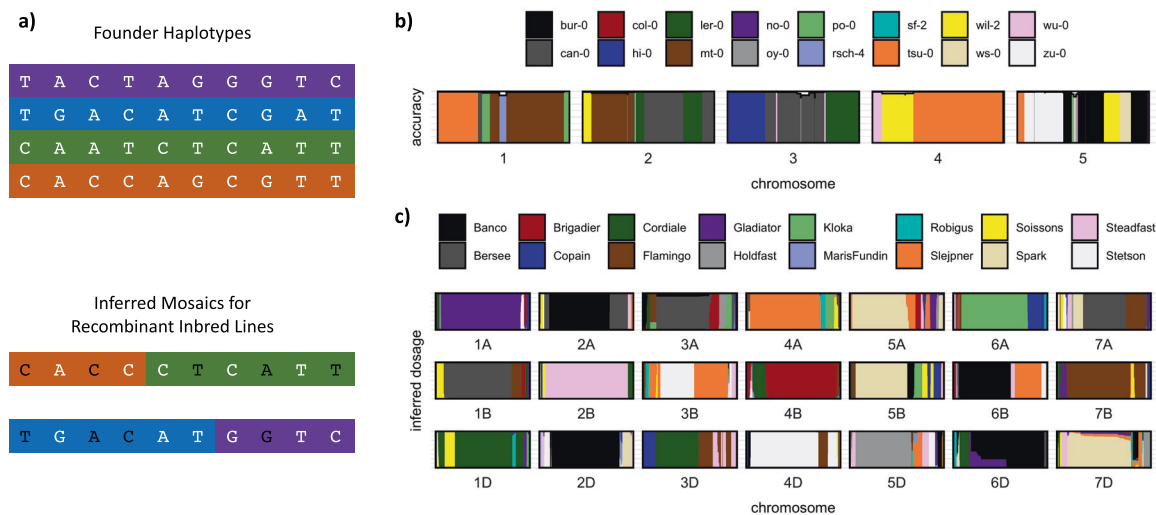 a)
Founder Haplotypes
T A C T A G G G T C
T G A C A T C G A T
C A A T C T C A T T
C A C C A G C G T T
Inferred Mosaics for
Recombinant Inbred Lines
C A C C C T C A T T
T G A C A T G G T C
b)
bur-0 col-0 ler-0 no-0 po-0 sf-2 wil-2 wu-0
can-0 hi-0 mt-0 oy-0 rsch-4 tsu-0 ws-0 zu-0
accuracy
1 2 3 4 5
chromosome
c)
Banco Brigadier Cordiale Gladiator Kloka Robigus Soissons Steadfast
Bersee Copain Flamingo Holdfast MarisFundin Slejpner Spark Stetson
inferred dosage
1A 2A 3A 4A 5A 6A 7A
1B 2B 3B 4B 5B 6B 7B
1D 2D 3D 4D 5D 6D 7D
chromosome